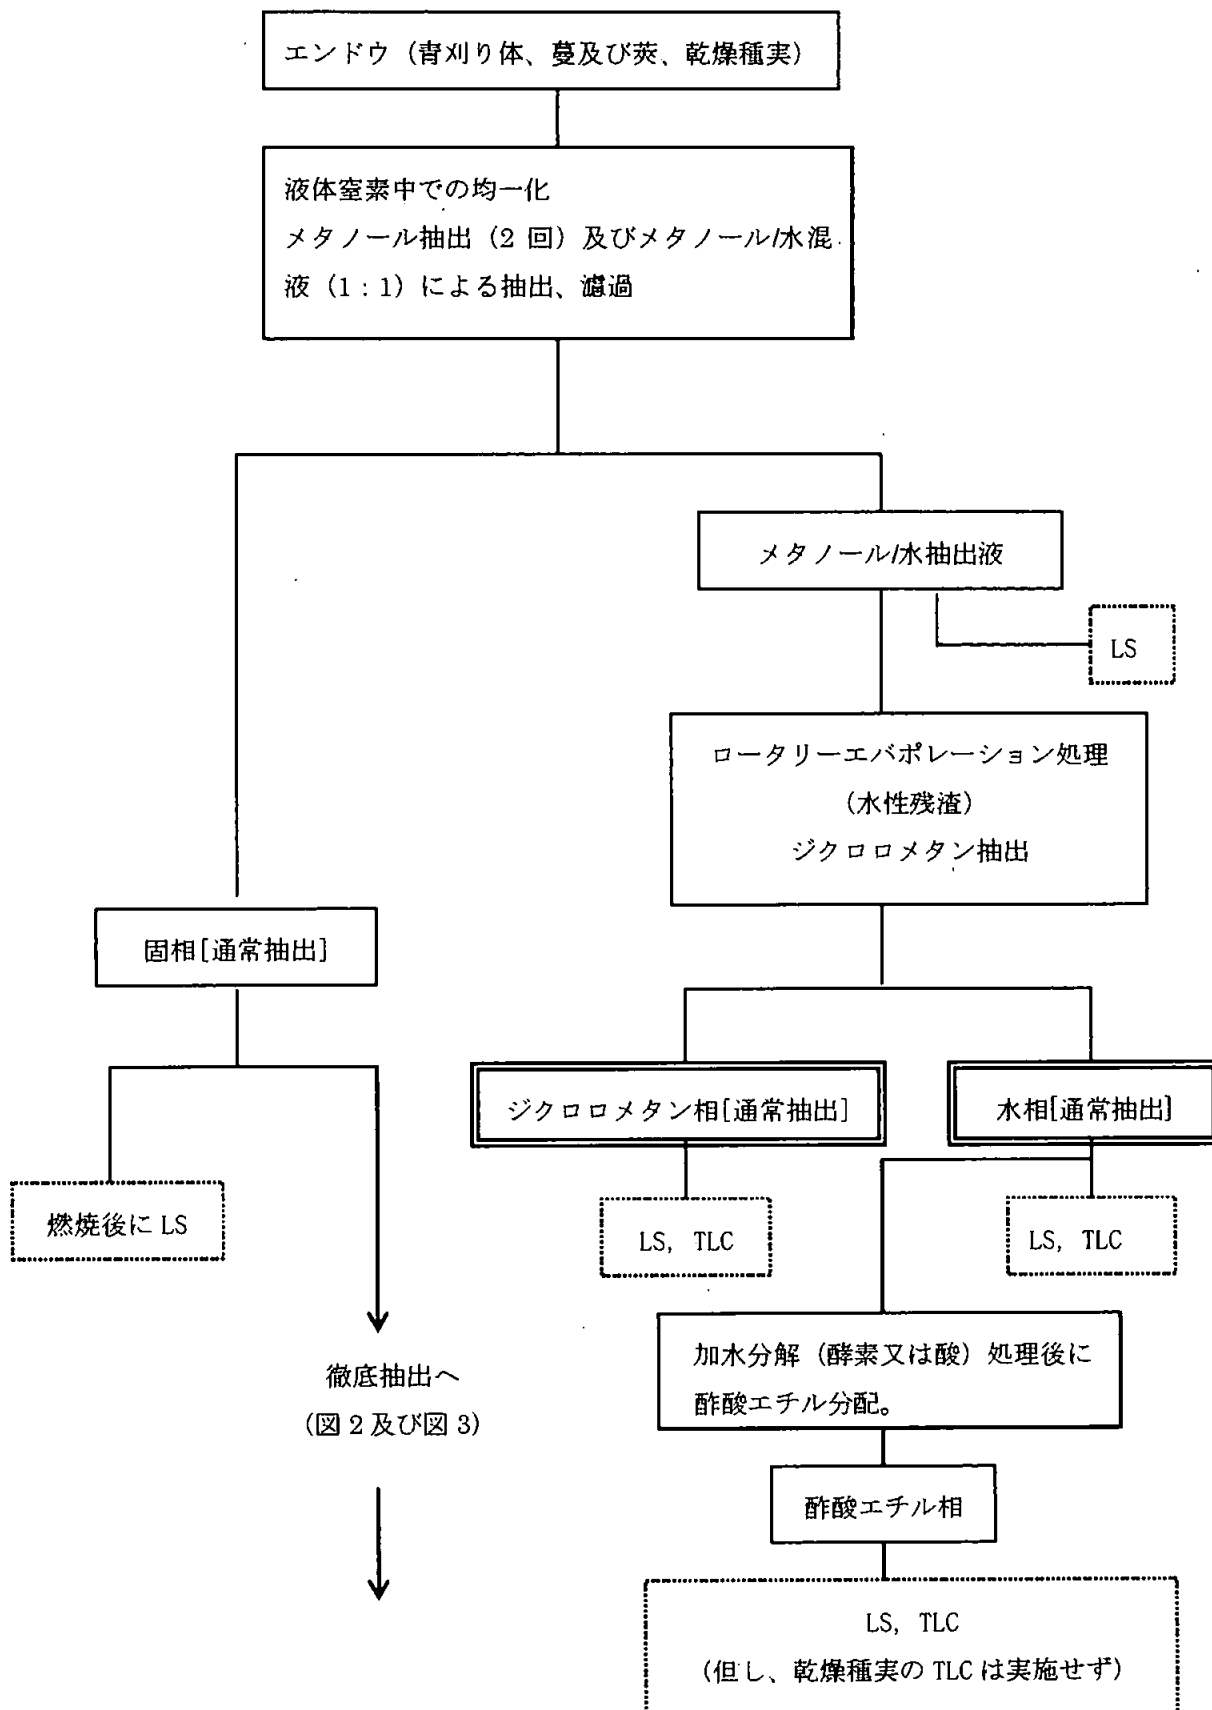 エンドウ（青刈り体、蔓及び莢、乾燥種実）
液体窒素中での均一化
メタノール抽出（2 回）及びメタノール/水混
液（1：1）による抽出、濾過
メタノール/水抽出液
LS
ロータリーエバポレーション処理
（水性残渣）
ジクロロメタン抽出
固相[通常抽出]
ジクロロメタン相[通常抽出]
水相[通常抽出]
燃焼後に LS
LS, TLC
LS, TLC
徹底抽出へ
（図 2 及び図 3）
加水分解（酵素又は酸）処理後に
酢酸エチル分配。
酢酸エチル相
LS, TLC
（但し、乾燥種実の TLC は実施せず）